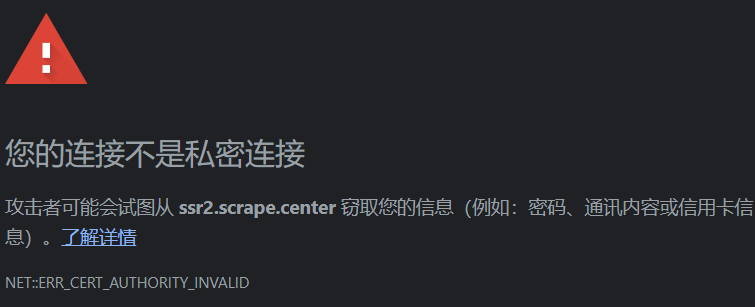 您的连接不是私密连接
攻击者可能会试图从 ssr2.scrape.center 窃取您的信息（例如：密码、通讯内容或信用卡信
息）。了解详情
NET::ERR_CERT_AUTHORITY_INVALID